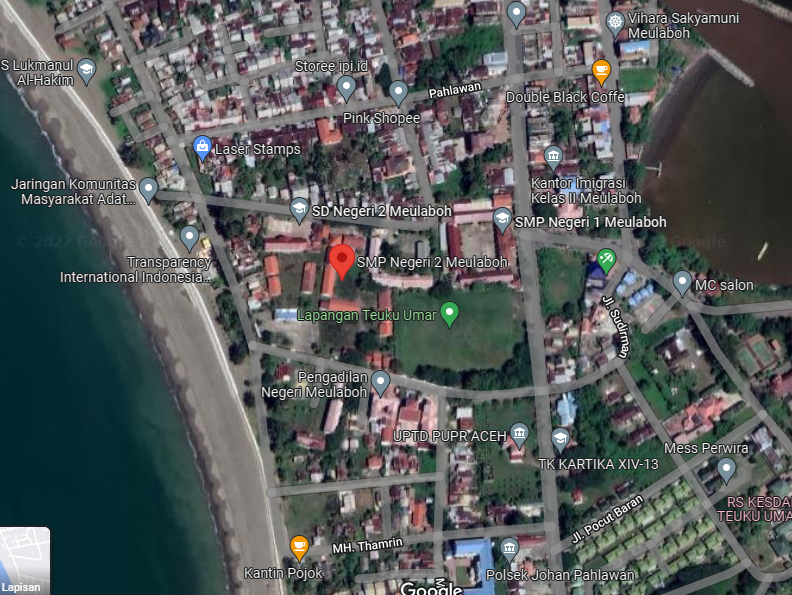 Vihara Sakyamuni
Meulaboh
S Lukmanul
Al-Hakim
Storee ipi.id
Pahlawan
Double Black Coffe
Pink Shopee
Laser Stamps
Kantor Imigrasi
Kelas II Meulaboh
Jaringan Komunitas
Masyarakat Adat...
SD Negeri 2 Meulaboh
SMP Negeri 1 Meulaboh
Transparency
International Indonesia...
SMP Negeri 2 Meulaboh
MC salon
Lapangan Teuku Umar
Jl. Sudirman
Pengadilan
Negeri Meulaboh
UPTD PUPR ACEH
TK KARTIKA XIV-13
Mess Perwira
RS KESDA
TEUKU UMA
Jl. Pocut Baran
MH. Thamrin
Kantin Pojok
Polsek Johan Pahlawan
Lapisan
Google